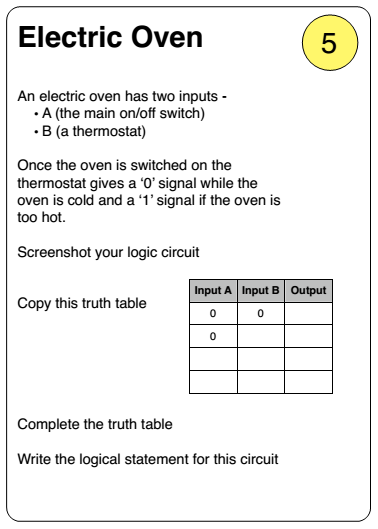 Electric Oven
5
An electric oven has two inputs -
• A (the main on/off switch)
• B (a thermostat)
Once the oven is switched on the
thermostat gives a ‘0’ signal while the
oven is cold and a ‘1’ signal if the oven is
too hot.
Screenshot your logic circuit
Copy this truth table
Input A Input B Output
0 0
0
Complete the truth table
Write the logical statement for this circuit